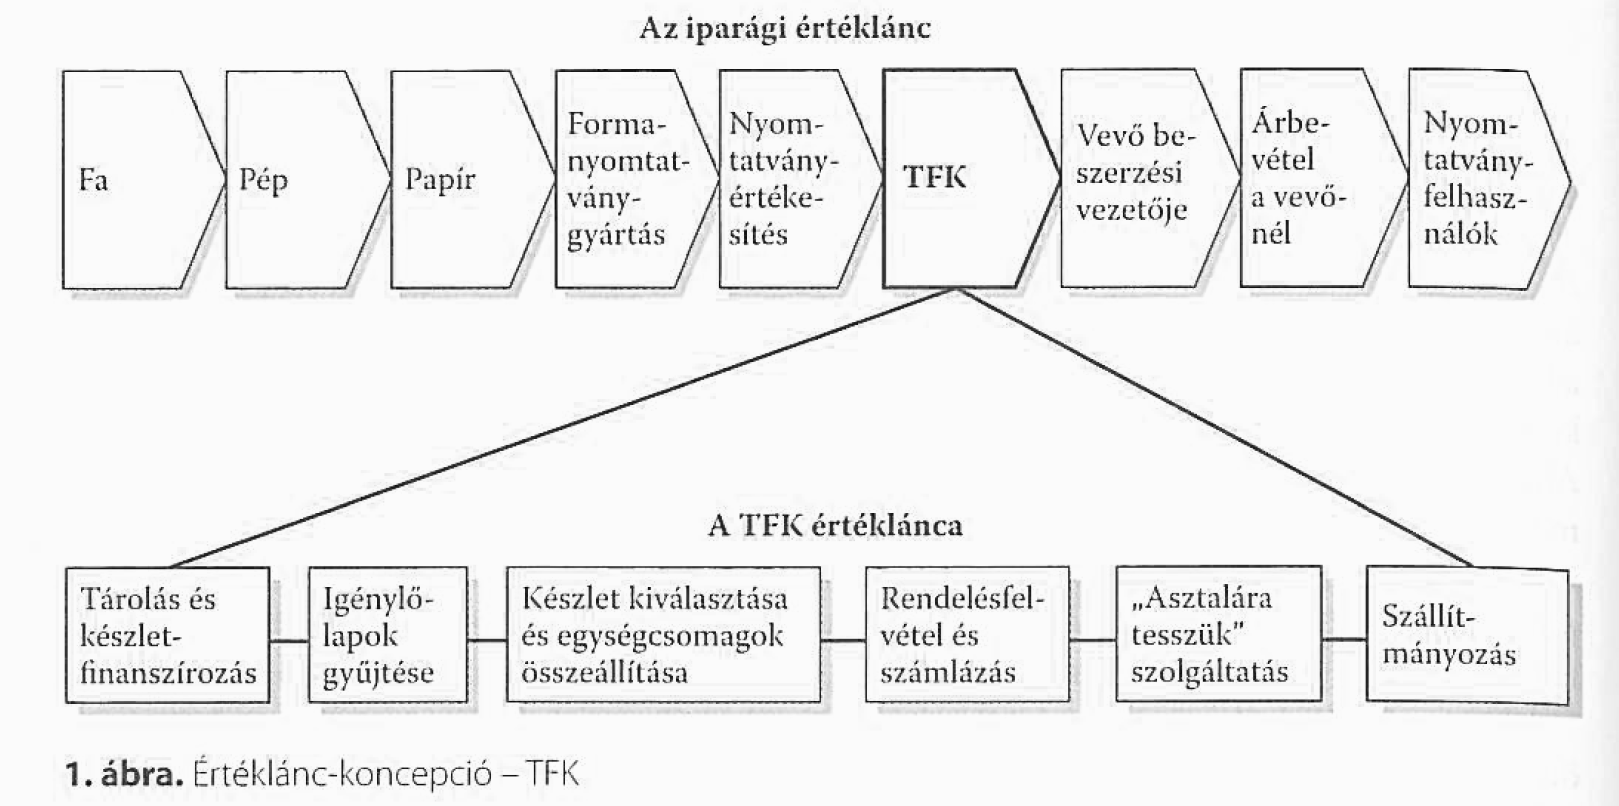 Az iparági értéklánc
Fa
Pép
Papír
Forma-
nyomtat-
vány-
gyártás
Nyom-
tatvány-
értéke-
sítés
TFK
Vevő be-
szerzési
vezetője
Árbe-
vétel
a vevő-
nél
Nyom-
tatvány-
felhasz-
nálók
A TFK értéklánca
Tárolás és
készlet-
finanszírozás
Igénylő-
lapok
gyűjtése
Készlet kiválasztása
és egységcsomagok
összeállítása
Rendelésfel-
vétel és
számlázás
„Asztalára
tesszük”
szolgáltatás
Szállít-
mányozás
1. ábra. Értéklánc-koncepció – TFK